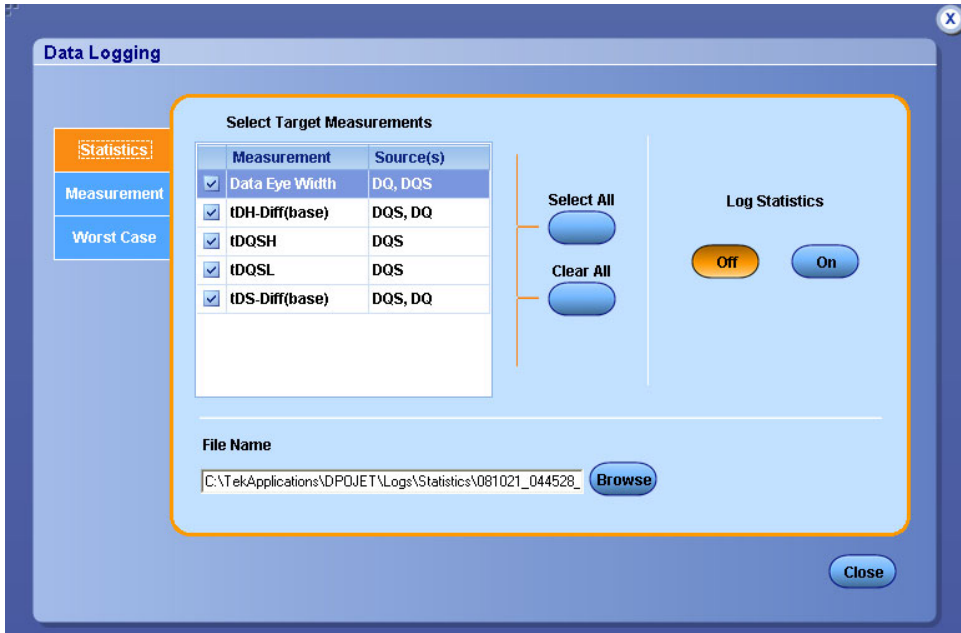 X
Data Logging
Statistics
Measurement
Worst Case
Select Target Measurements
Measurement Source(s)
Data Eye Width DQ, DQS
tDH-Diff(base) DQS, DQ
tDQSH DQS
tDQSL DQS
tDS-Diff(base) DQS, DQ
Select All
Clear All
Log Statistics
Off On
File Name
C:\TekApplications\DPOJET\Logs\Statistics\081021_044528_ Browse
Close